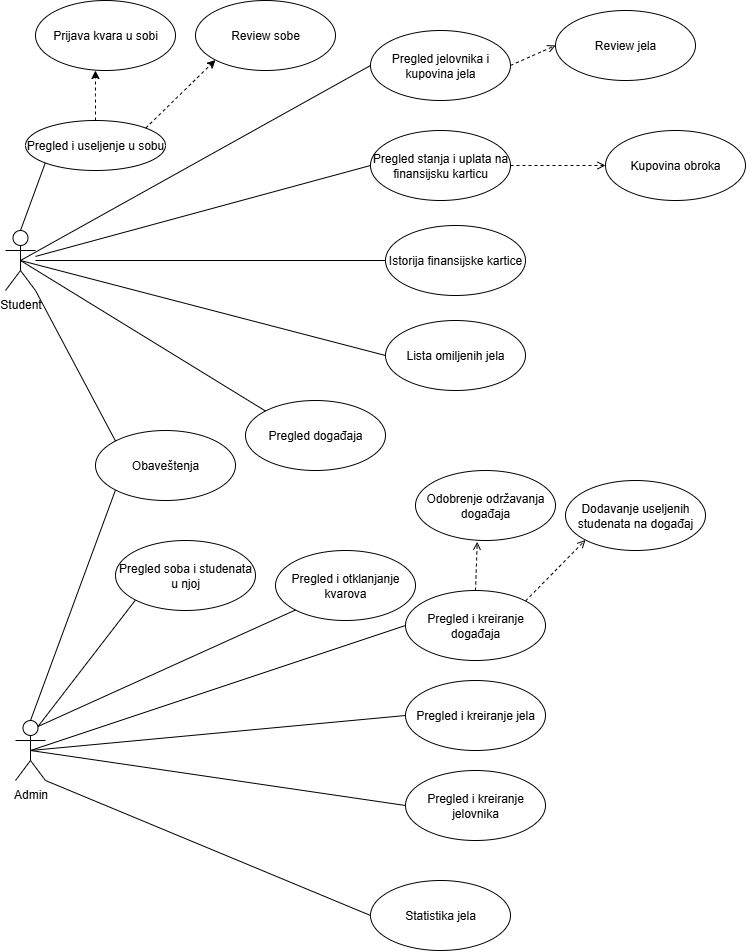 Prijava kvara u sobi
Review sobe
Pregled jelovnika i
kupovina jela
Review jela
Pregled i useljenje u sobu
Pregled stanja i uplata na
finansijsku karticu
Kupovina obroka
Student
Istorija finansijske kartice
Lista omiljenih jela
Pregled događaja
Obaveštenja
Odobrenje održavanja
događaja
Dodavanje useljenih
studenata na događaj
Pregled soba i studenata
u njoj
Pregled i otklanjanje
kvarova
Pregled i kreiranje
događaja
Pregled i kreiranje jela
Admin
Pregled i kreiranje
jelovnika
Statistika jela